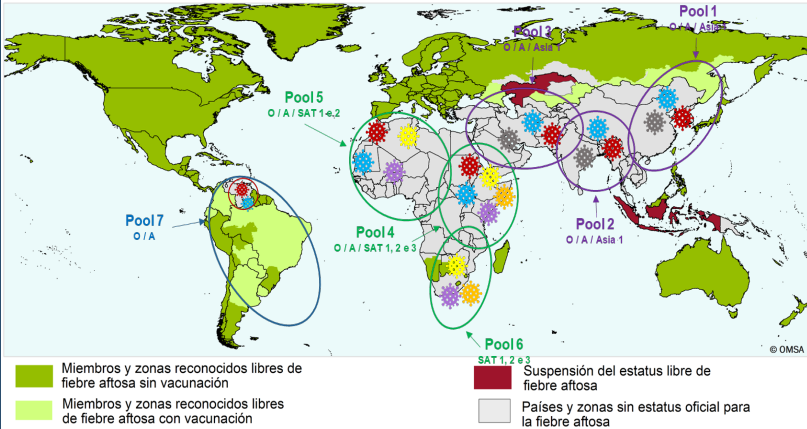 Pool 1
O / A / Asia 1
Pool 3
O / A / Asia 1
Pool 5
O / A / SAT 1 e 2
Pool 7
O / A
Pool 4
O / A / SAT 1, 2 e 3
Pool 2
O / A / Asia 1
Pool 6
SAT 1, 2 e 3
© OMSA
Miembros y zonas reconocidos libres de
fiebre aftosa sin vacunación
Miembros y zonas reconocidos libres
de fiebre aftosa con vacunación
Suspensión del estatus libre de
fiebre aftosa
Países y zonas sin estatus oficial para
la fiebre aftosa